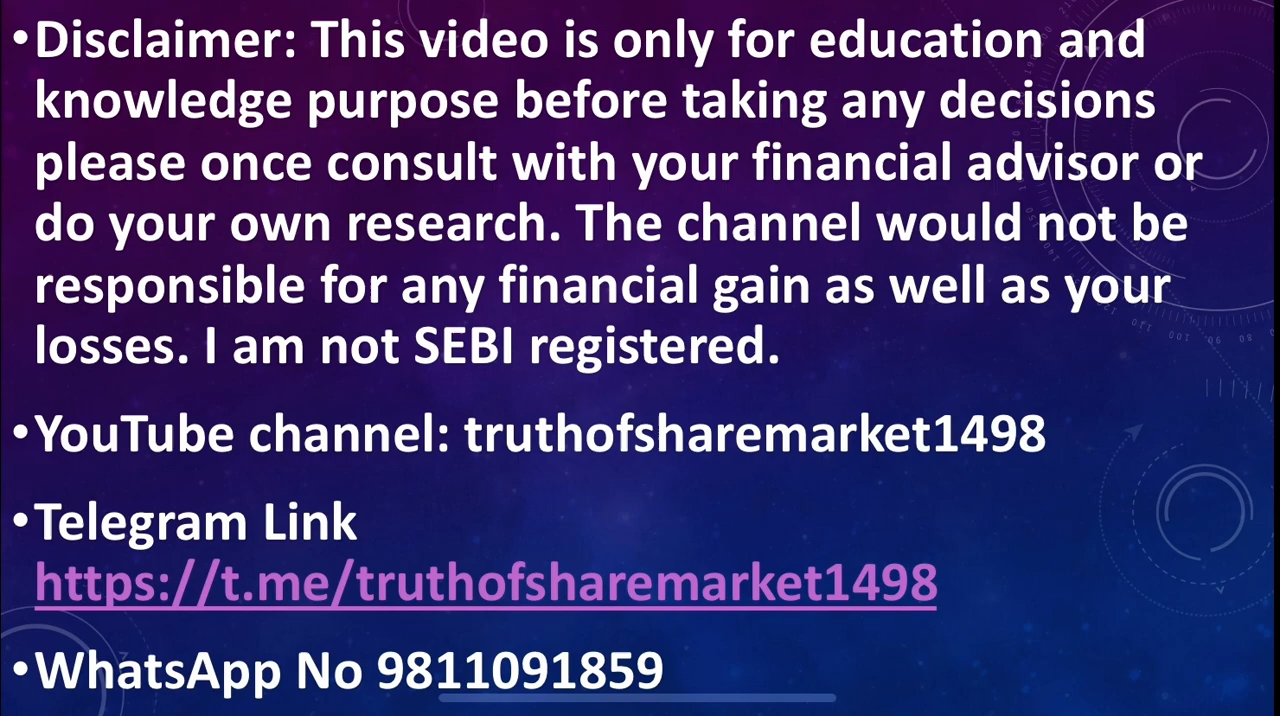 •Disclaimer: This video is only for education and
knowledge purpose before taking any decisions
please once consult with your financial advisor or
do your own research. The channel would not be
responsible for any financial gain as well as your
losses. I am not SEBI registered.
•YouTube channel: truthofsharemarket1498
•Telegram Link
https://t.me/truthofsharemarket1498
•WhatsApp No 9811091859